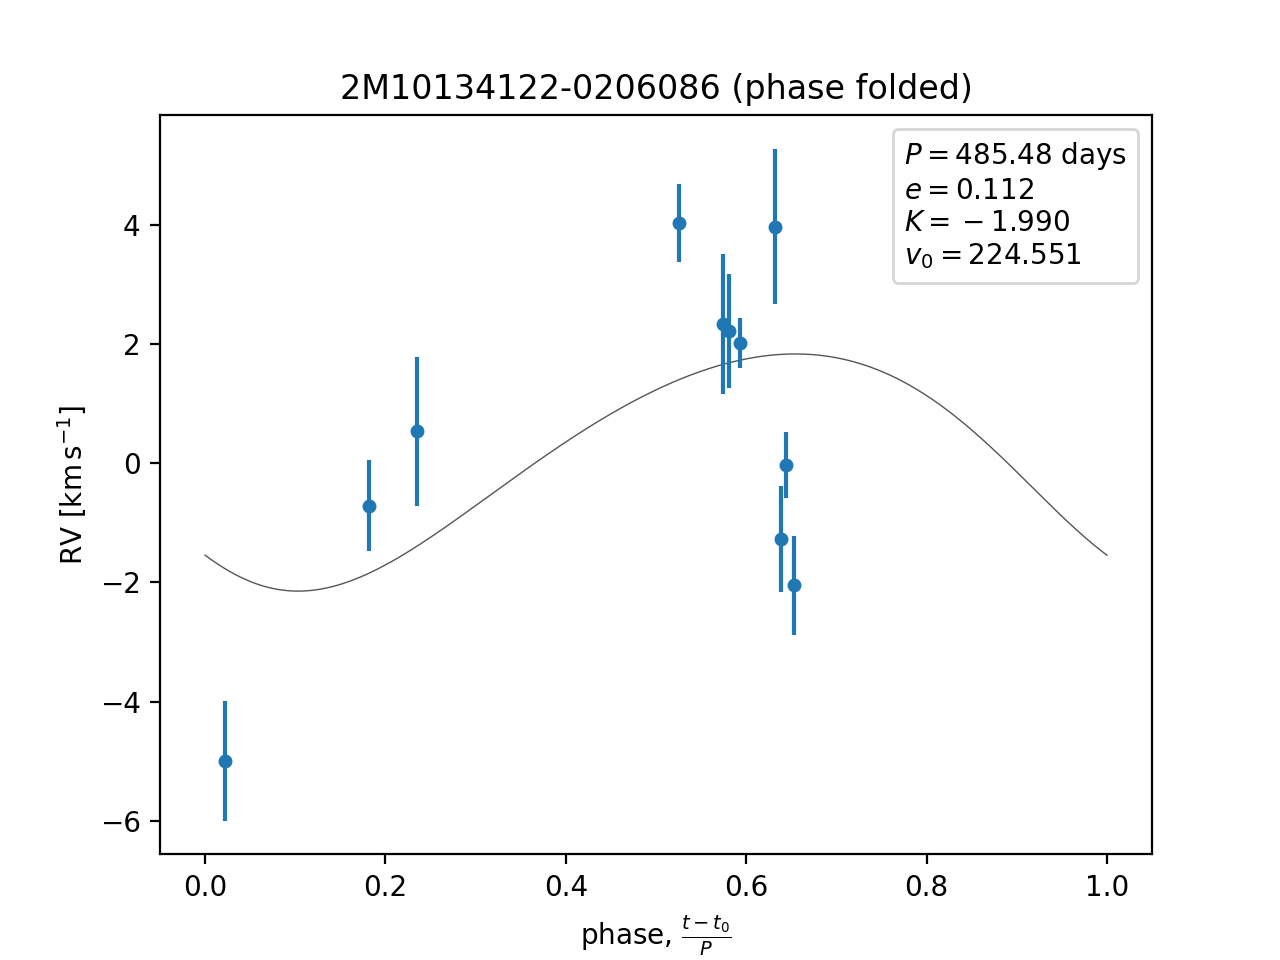 2M10134122-0206086 (phase folded)
P = 485.48 days
e = 0.112
K = −1.990
v₀ = 224.551
4
2
0
−2
−4
−6
RV [km s⁻¹]
0.0 0.2 0.4 0.6 0.8 1.0
phase, (t − t₀)/P